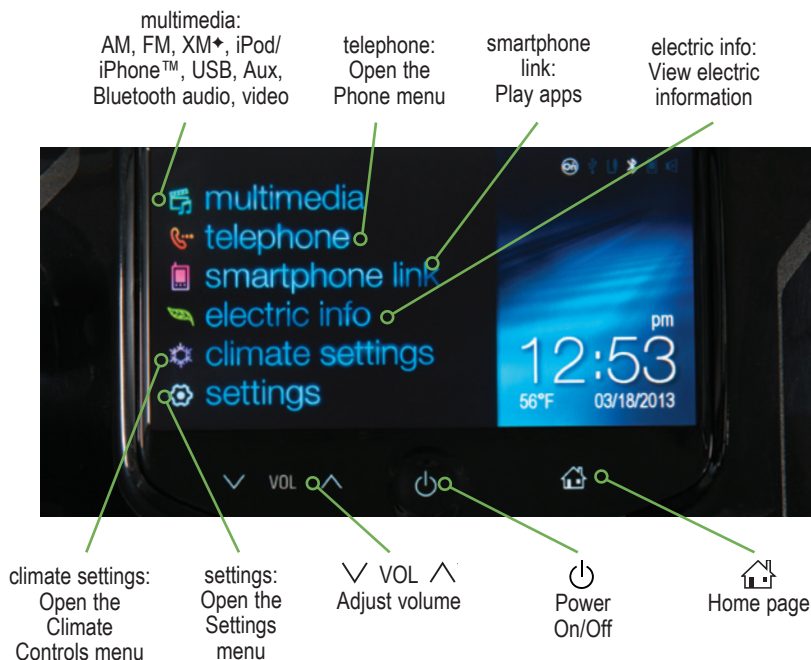 multimedia:
AM, FM, XM✦, iPod/
iPhone™, USB, Aux,
Bluetooth audio, video
telephone:
Open the
Phone menu
smartphone
link:
Play apps
electric info:
View electric
information
multimedia
telephone
smartphone link
electric info
climate settings
settings
pm
12:53
56°F 03/18/2013
VOL
climate settings:
Open the
Climate
Controls menu
settings:
Open the
Settings
menu
VOL
Adjust volume
Power
On/Off
Home page